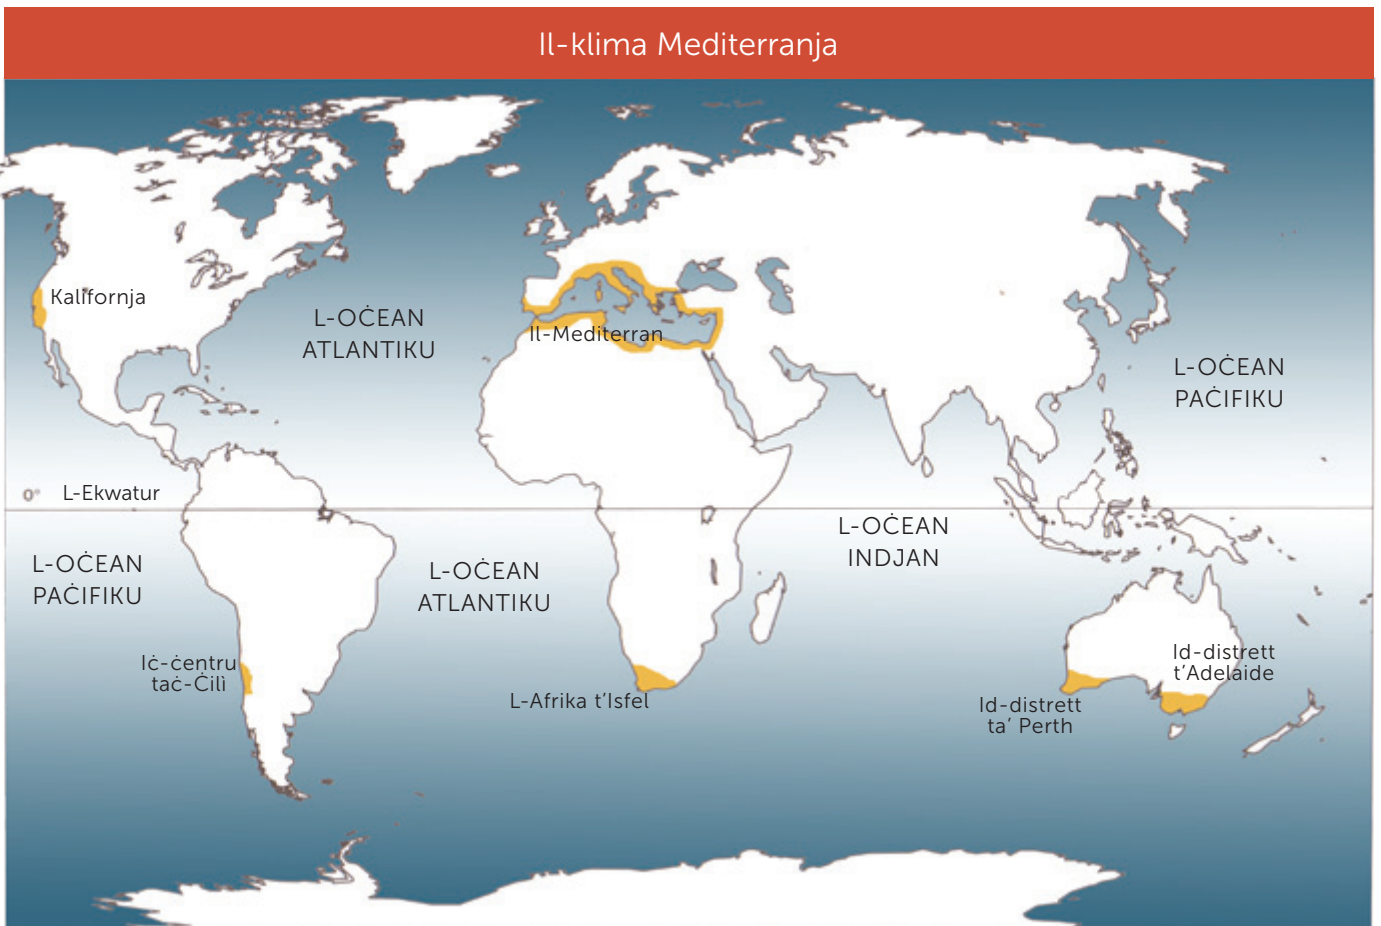 Il-klima Mediterranja
Kalifornja
L-OĊEAN
ATLANTIKU
Il-Mediterran
L-OĊEAN
PAĊIFIKU
0° L-Ekwatur
L-OĊEAN
INDJAN
L-OĊEAN
PAĊIFIKU
L-OĊEAN
ATLANTIKU
Iċ-ċentru
taċ-Ċilì
L-Afrika t'Isfel
Id-distrett
t'Adelaide
Id-distrett
ta' Perth